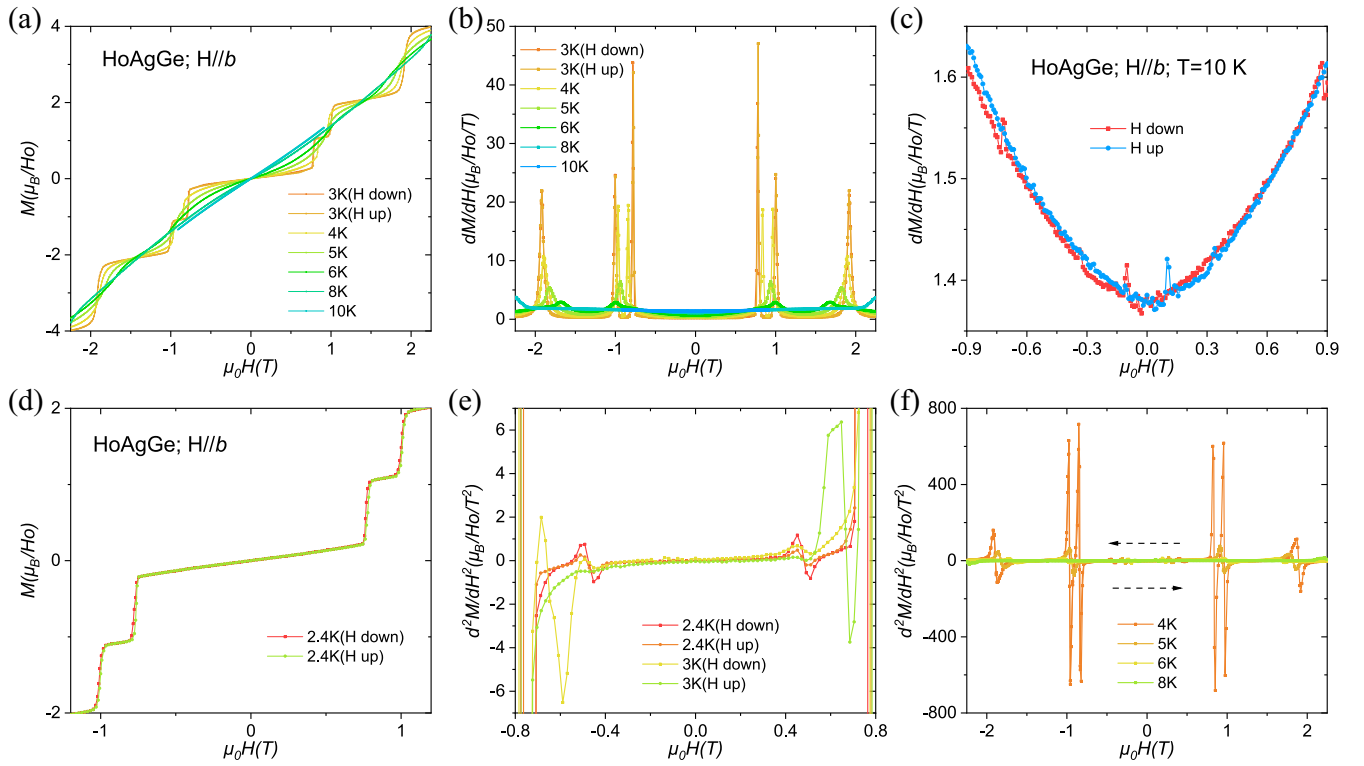 (a)
HoAgGe; H//b
M(μB/Ho)
4
2
0
-2
-4
3K(H down)
3K(H up)
4K
5K
6K
8K
10K
-2
-1
0
1
2
μ0H(T)
(b)
dM/dH(μB/Ho/T)
50
40
30
20
10
0
3K(H down)
3K(H up)
4K
5K
6K
8K
10K
-2
-1
0
1
2
μ0H(T)
(c)
HoAgGe; H//b; T=10 K
dM/dH(μB/Ho/T)
1.6
1.5
1.4
H down
H up
-0.9
-0.6
-0.3
0.0
0.3
0.6
0.9
μ0H(T)
(d)
HoAgGe; H//b
M(μB/Ho)
2
1
0
-1
-2
2.4K(H down)
2.4K(H up)
-1
0
1
μ0H(T)
(e)
d²M/dH²(μB/Ho/T²)
6
4
2
0
-2
-4
-6
2.4K(H down)
2.4K(H up)
3K(H down)
3K(H up)
-0.8
-0.4
0.0
0.4
0.8
μ0H(T)
(f)
d²M/dH²(μB/Ho/T²)
800
400
0
-400
-800
4K
5K
6K
8K
-2
-1
0
1
2
μ0H(T)